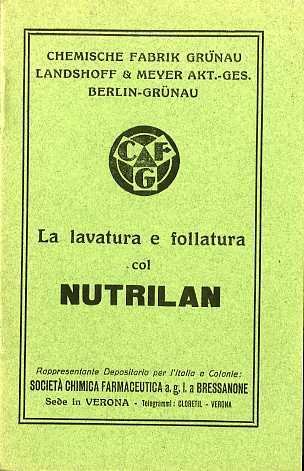 CHEMISCHE FABRIK GRÜNAU
LANDSHOFF & MEYER AKT.-GES.
BERLIN-GRÜNAU
C F
A
G
La lavatura e follatura
col
NUTRILAN
Rappresentante Depositaria per l'Italia e Colonie:
SOCIETÀ CHIMICA FARMACEUTICA a. g. l. a BRESSANONE
Sede in VERONA - Telegrammi: CLORETIL - VERONA